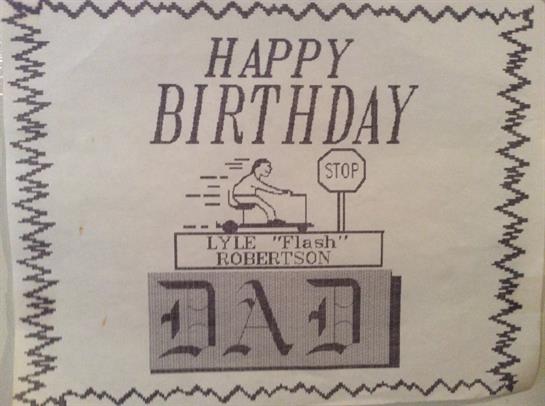 HAPPY
BIRTHDAY
STOP
LYLE "Flash"
ROBERTSON
DAD